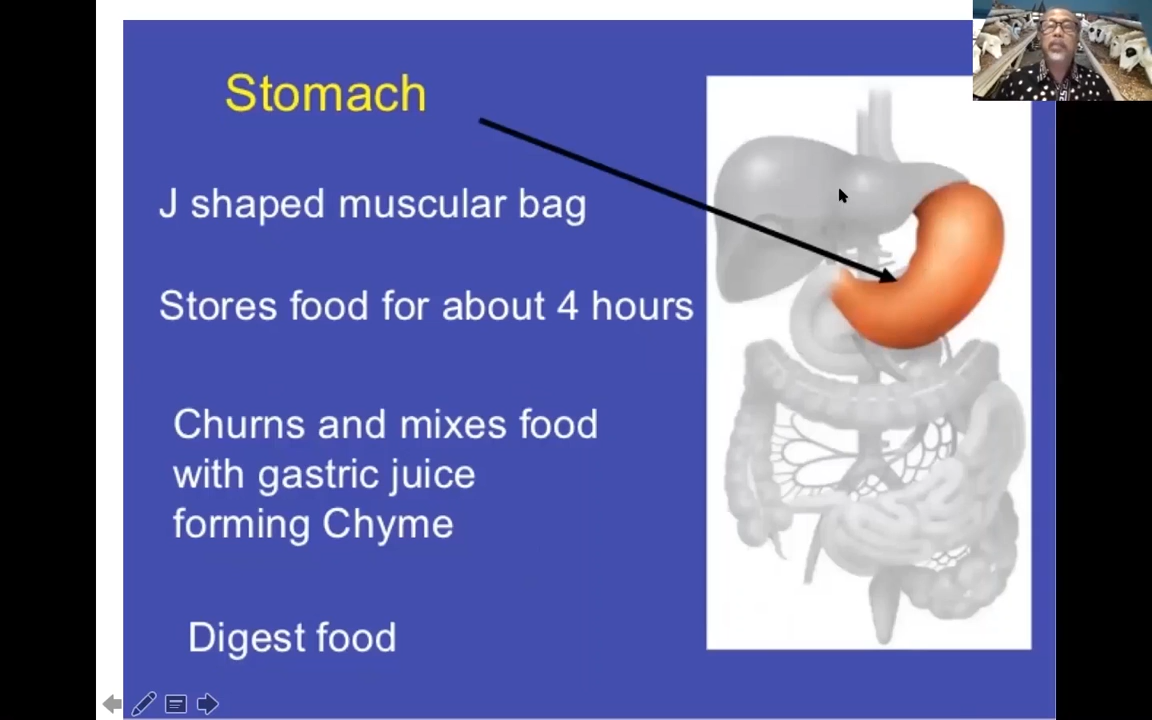 Stomach
J shaped muscular bag
Stores food for about 4 hours
Churns and mixes food
with gastric juice
forming Chyme
Digest food